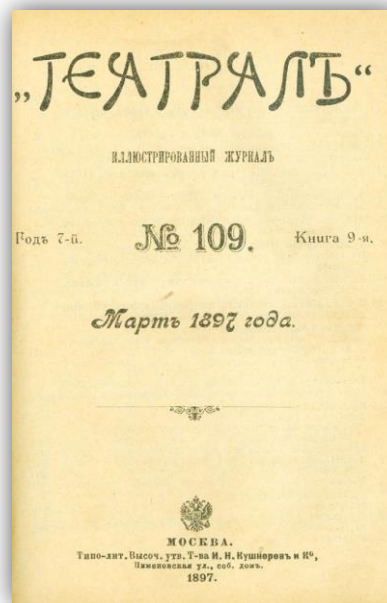 „ТЕАТРАЛЪ“
ИЛЛЮСТРИРОВАННЫЙ ЖУРНАЛЪ
Годъ 7-й. № 109. Книга 9-я.
Мартъ 1897 года.
МОСКВА.
Типо-лит. Высоч. утв. Т-ва И. Н. Кушнеревъ и К⁰,
Пименовская ул., соб. домъ.
1897.